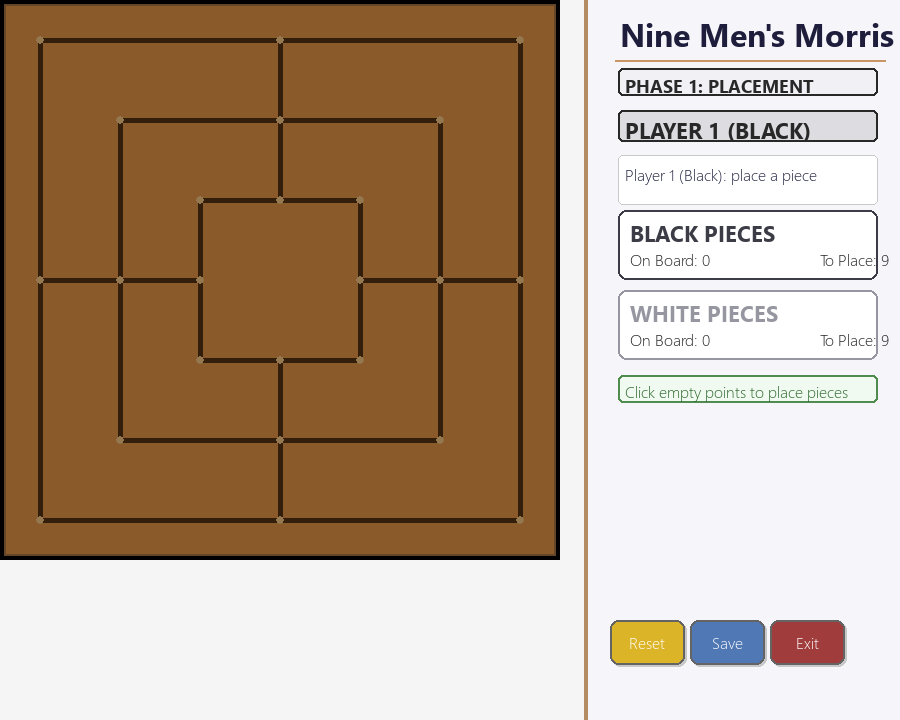 Nine Men's Morris
PHASE 1: PLACEMENT
PLAYER 1 (BLACK)
Player 1 (Black): place a piece
BLACK PIECES
On Board: 0 To Place: 9
WHITE PIECES
On Board: 0 To Place: 9
Click empty points to place pieces
Reset Save Exit